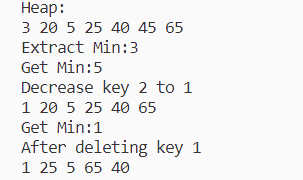 Heap:
3 20 5 25 40 45 65
Extract Min:3
Get Min:5
Decrease key 2 to 1
1 20 5 25 40 65
Get Min:1
After deleting key 1
1 25 5 65 40